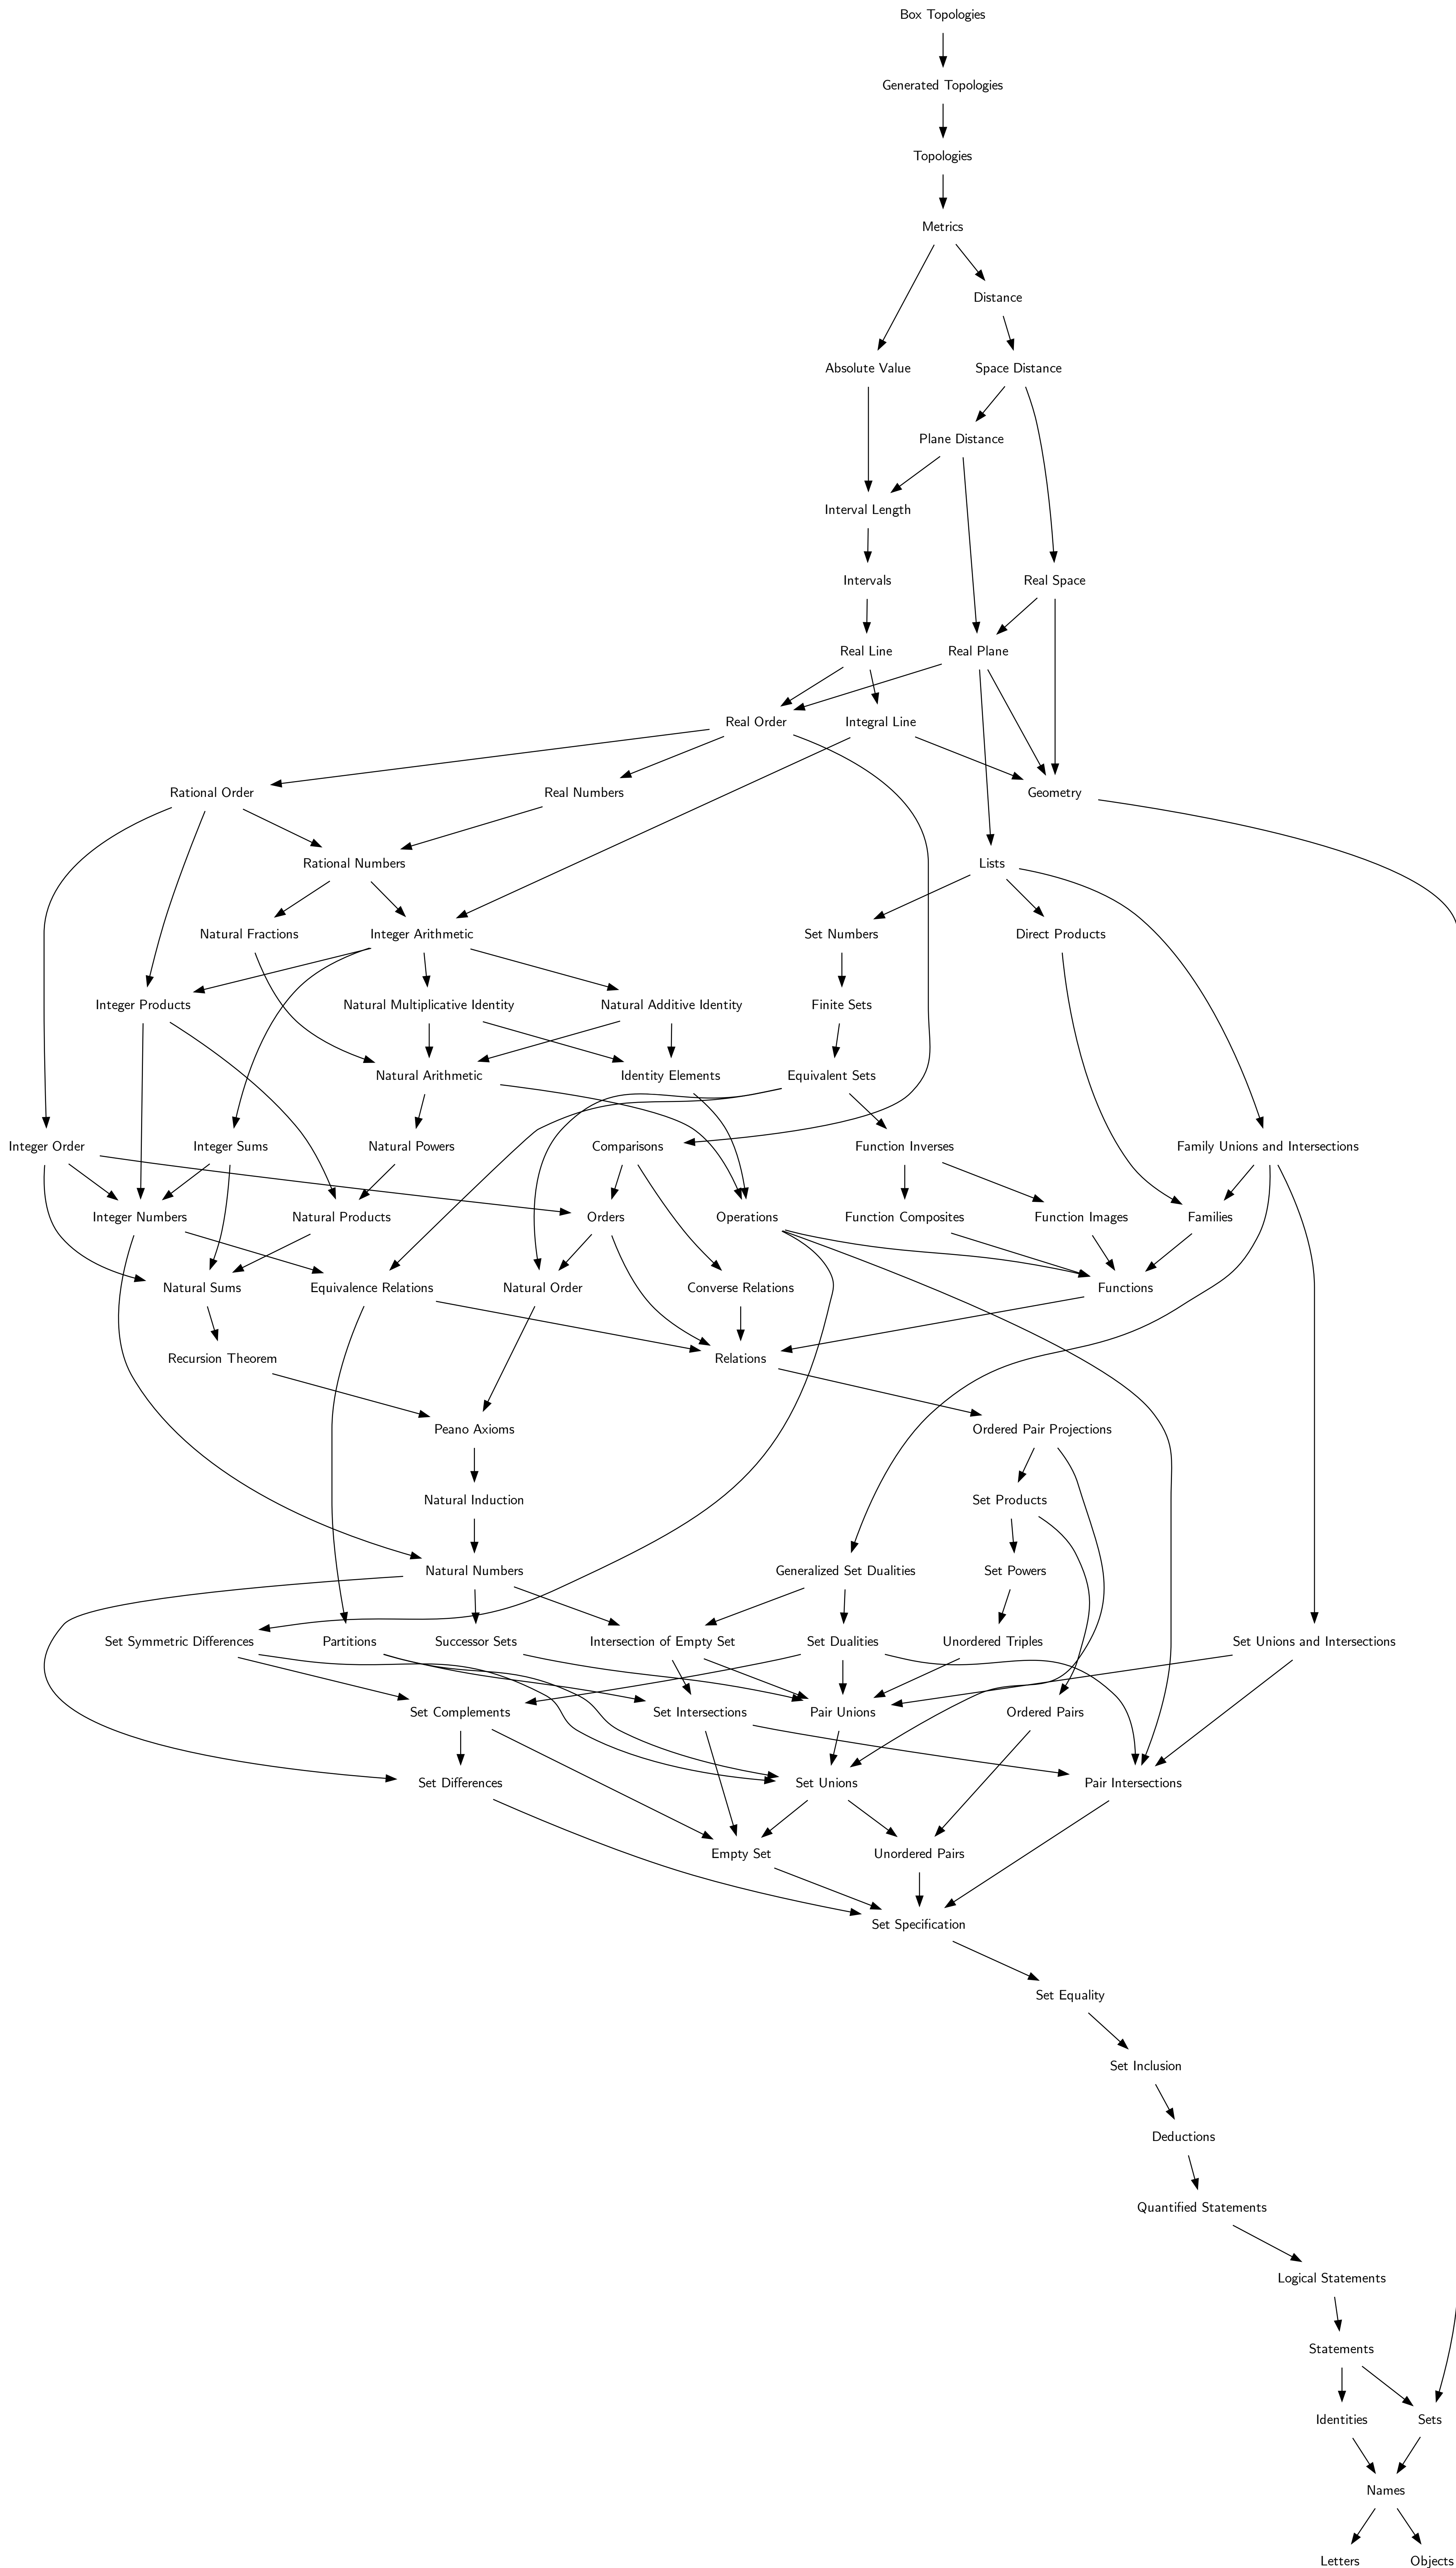 Box Topologies
Generated Topologies
Topologies
Metrics
Distance
Absolute Value
Space Distance
Plane Distance
Interval Length
Intervals
Real Space
Real Line
Real Plane
Real Order
Integral Line
Rational Order
Real Numbers
Geometry
Rational Numbers
Lists
Natural Fractions
Integer Arithmetic
Set Numbers
Direct Products
Integer Products
Natural Multiplicative Identity
Natural Additive Identity
Finite Sets
Natural Arithmetic
Identity Elements
Equivalent Sets
Integer Order
Integer Sums
Natural Powers
Comparisons
Function Inverses
Family Unions and Intersections
Integer Numbers
Natural Products
Orders
Operations
Function Composites
Function Images
Families
Natural Sums
Equivalence Relations
Natural Order
Converse Relations
Functions
Recursion Theorem
Relations
Peano Axioms
Ordered Pair Projections
Natural Induction
Set Products
Natural Numbers
Generalized Set Dualities
Set Powers
Set Symmetric Differences
Partitions
Successor Sets
Intersection of Empty Set
Set Dualities
Unordered Triples
Set Unions and Intersections
Set Complements
Set Intersections
Pair Unions
Ordered Pairs
Set Differences
Set Unions
Pair Intersections
Empty Set
Unordered Pairs
Set Specification
Set Equality
Set Inclusion
Deductions
Quantified Statements
Logical Statements
Statements
Identities
Sets
Names
Letters
Objects